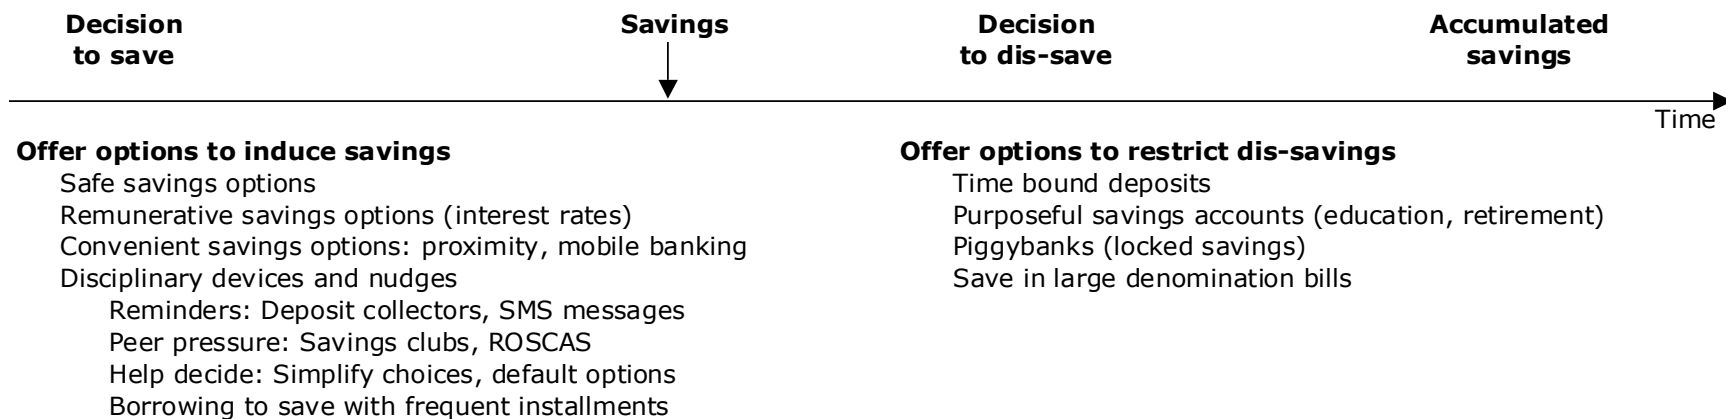 Decision
to save
Savings
Decision
to dis-save
Accumulated
savings
Time
Offer options to induce savings
Safe savings options
Remunerative savings options (interest rates)
Convenient savings options: proximity, mobile banking
Disciplinary devices and nudges
Reminders: Deposit collectors, SMS messages
Peer pressure: Savings clubs, ROSCAS
Help decide: Simplify choices, default options
Borrowing to save with frequent installments
Offer options to restrict dis-savings
Time bound deposits
Purposeful savings accounts (education, retirement)
Piggybanks (locked savings)
Save in large denomination bills